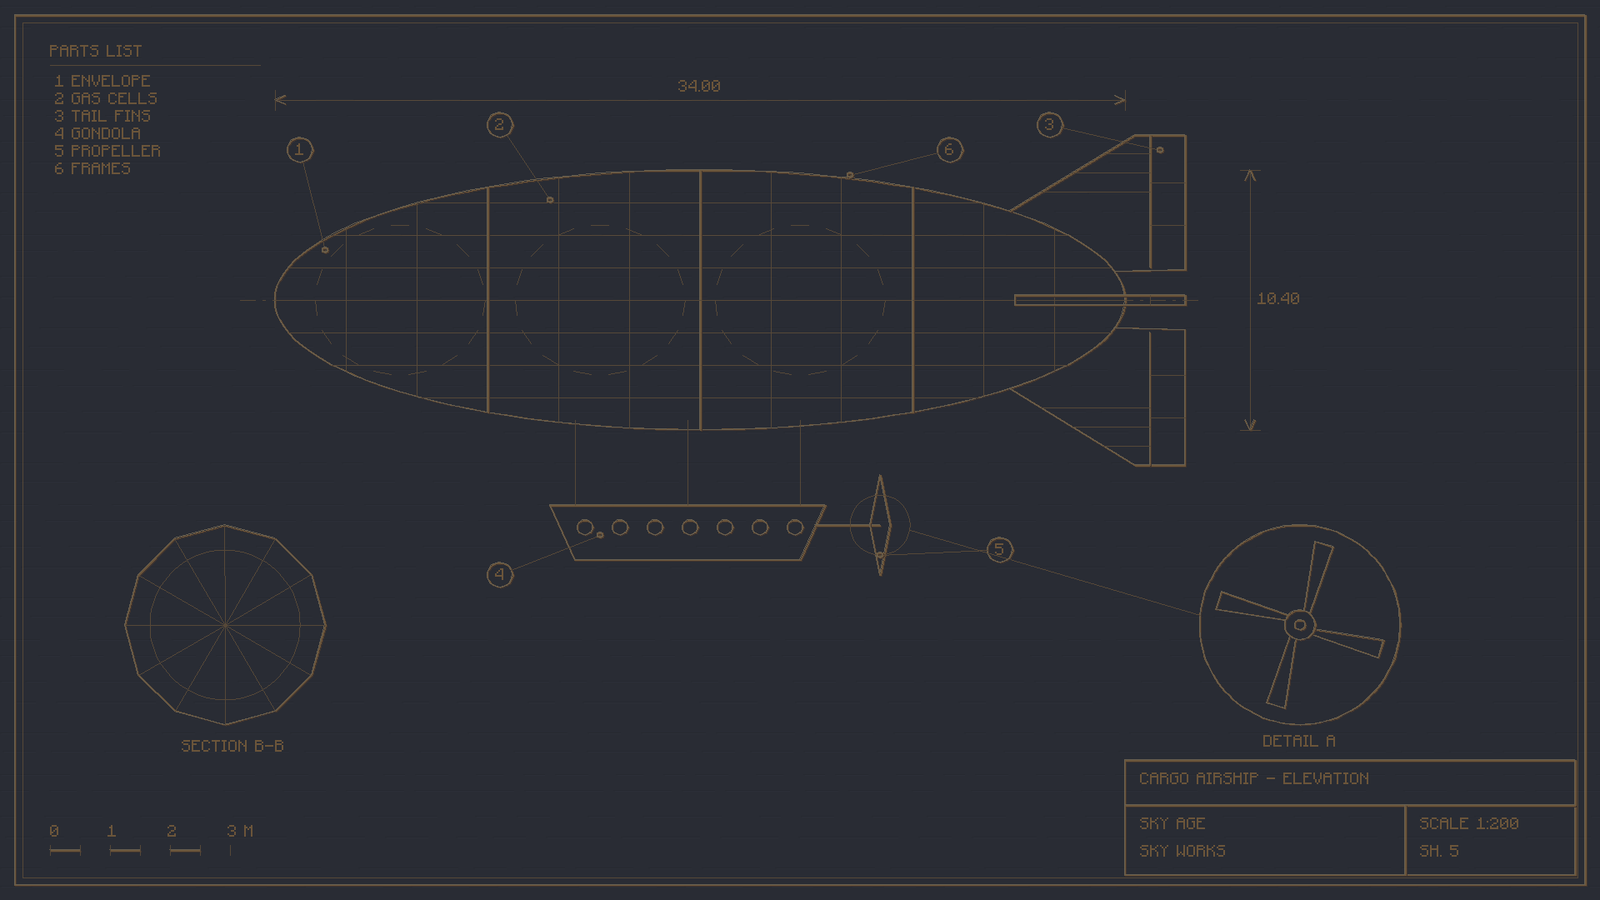 PARTS LIST
1 ENVELOPE
2 GAS CELLS
3 TAIL FINS
4 GONDOLA
5 PROPELLER
6 FRAMES
34.00
1
2
3
6
10.40
4
5
SECTION B-B
DETAIL A
0 1 2 3 M
CARGO AIRSHIP - ELEVATION
SKY AGE
SKY WORKS
SCALE 1:200
SH. 5